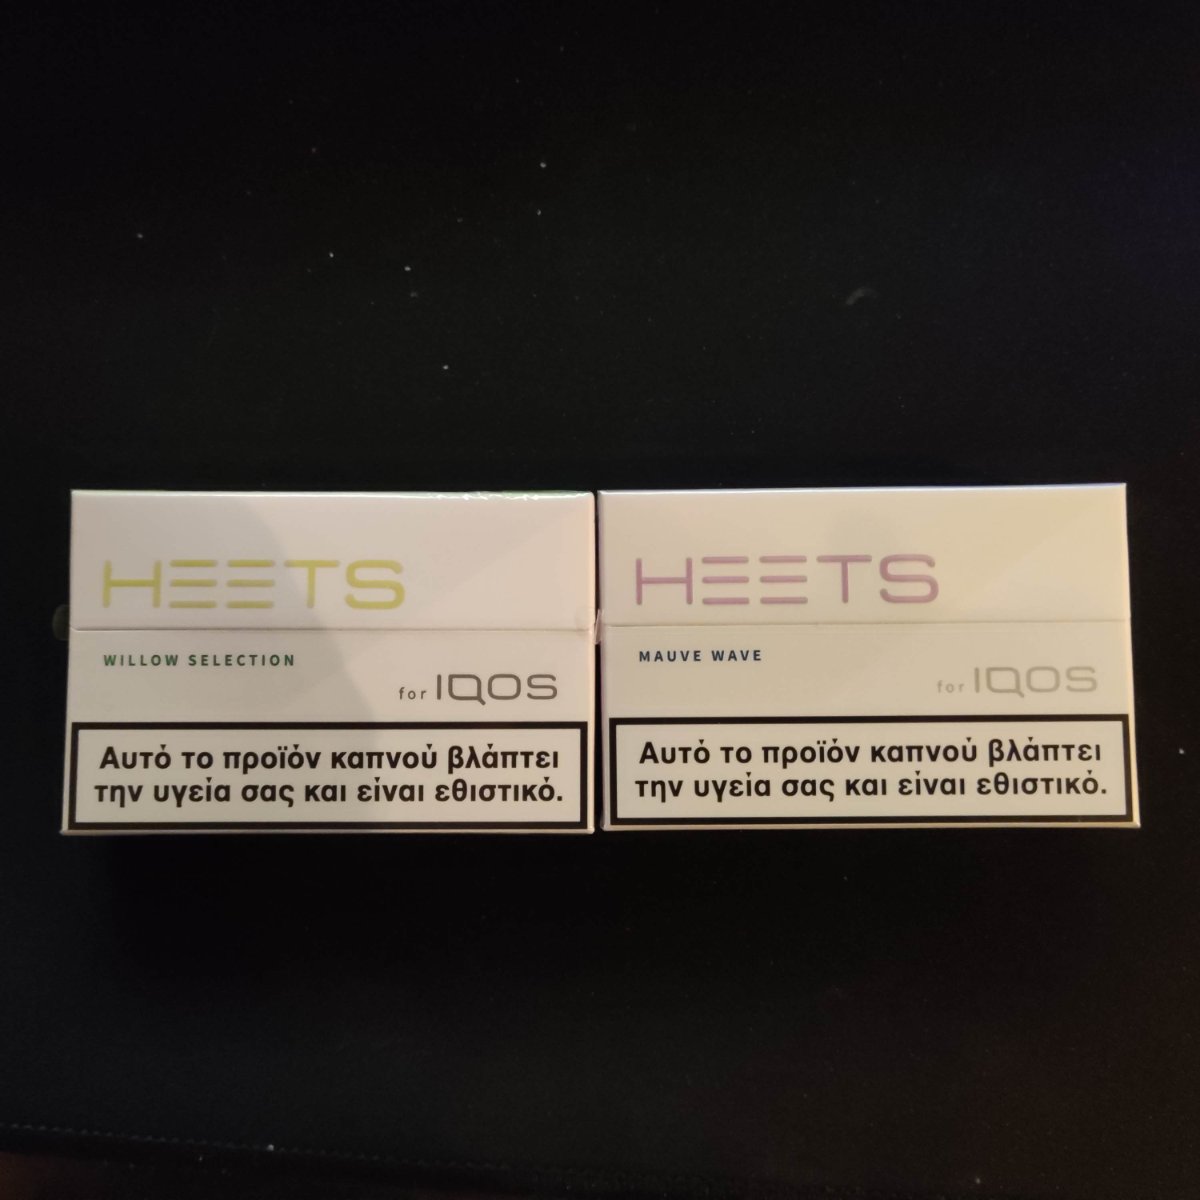 HEETS
WILLOW SELECTION
for IQOS
Αυτό το προϊόν καπνού βλάπτει
την υγεία σας και είναι εθιστικό.
HEETS
MAUVE WAVE
for IQOS
Αυτό το προϊόν καπνού βλάπτει
την υγεία σας και είναι εθιστικό.